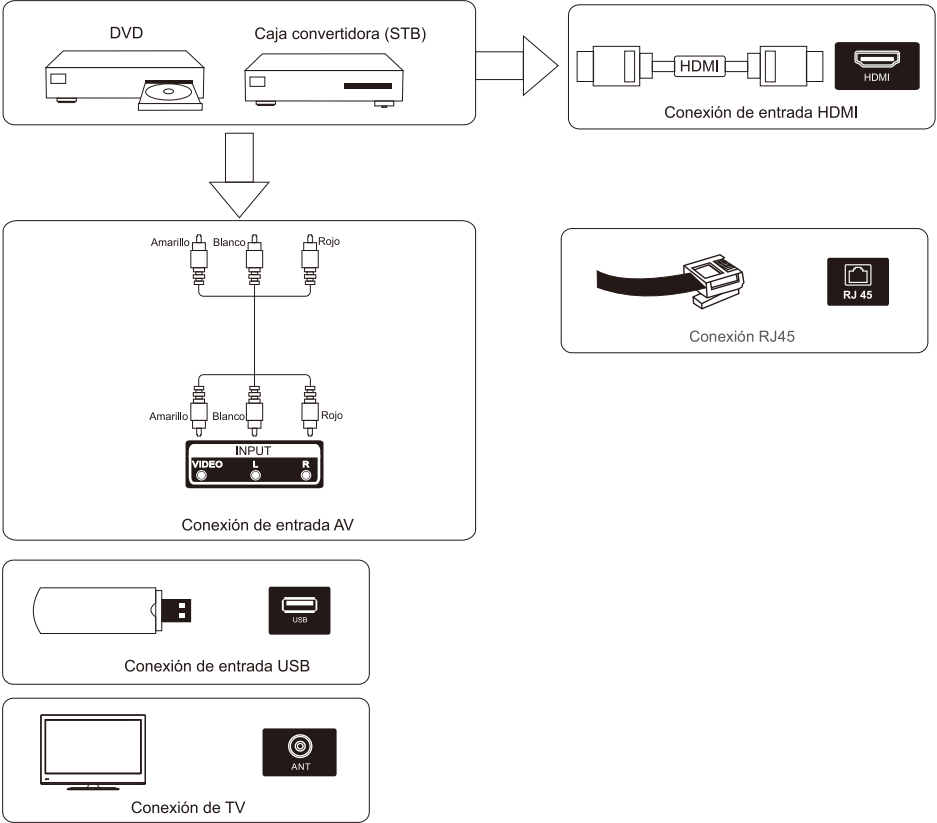 DVD
Caja convertidora (STB)
HDMI
HDMI
Conexión de entrada HDMI
Amarillo
Blanco
Rojo
Amarillo
Blanco
Rojo
INPUT
VIDEO L R
Conexión de entrada AV
RJ 45
Conexión RJ45
USB
Conexión de entrada USB
ANT
Conexión de TV